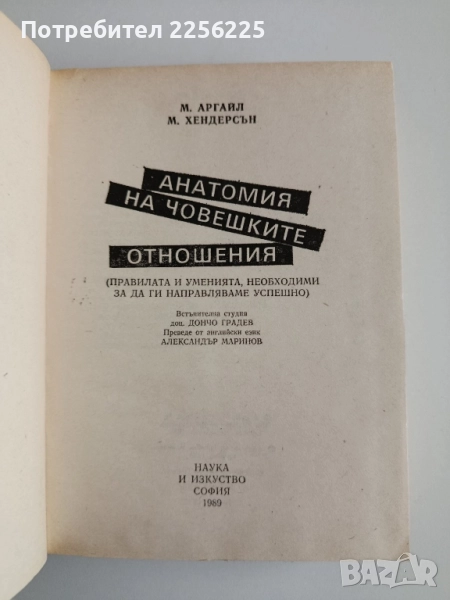 Потребител 2256225
М. АРГАЙЛ
М. ХЕНДЕРСЪН
АНАТОМИЯ
НА ЧОВЕШКИТЕ
ОТНОШЕНИЯ
(ПРАВИЛАТА И УМЕНИЯТА, НЕОБХОДИМИ
ЗА ДА ГИ НАПРАВЛЯВАМЕ УСПЕШНО)
Встъпителна студия
доц. ДОНЧО ГРАДЕВ
Преведе от английски език
АЛЕКСАНДЪР МАРИНОВ
НАУКА
И ИЗКУСТВО
СОФИЯ
1989
BAZAR